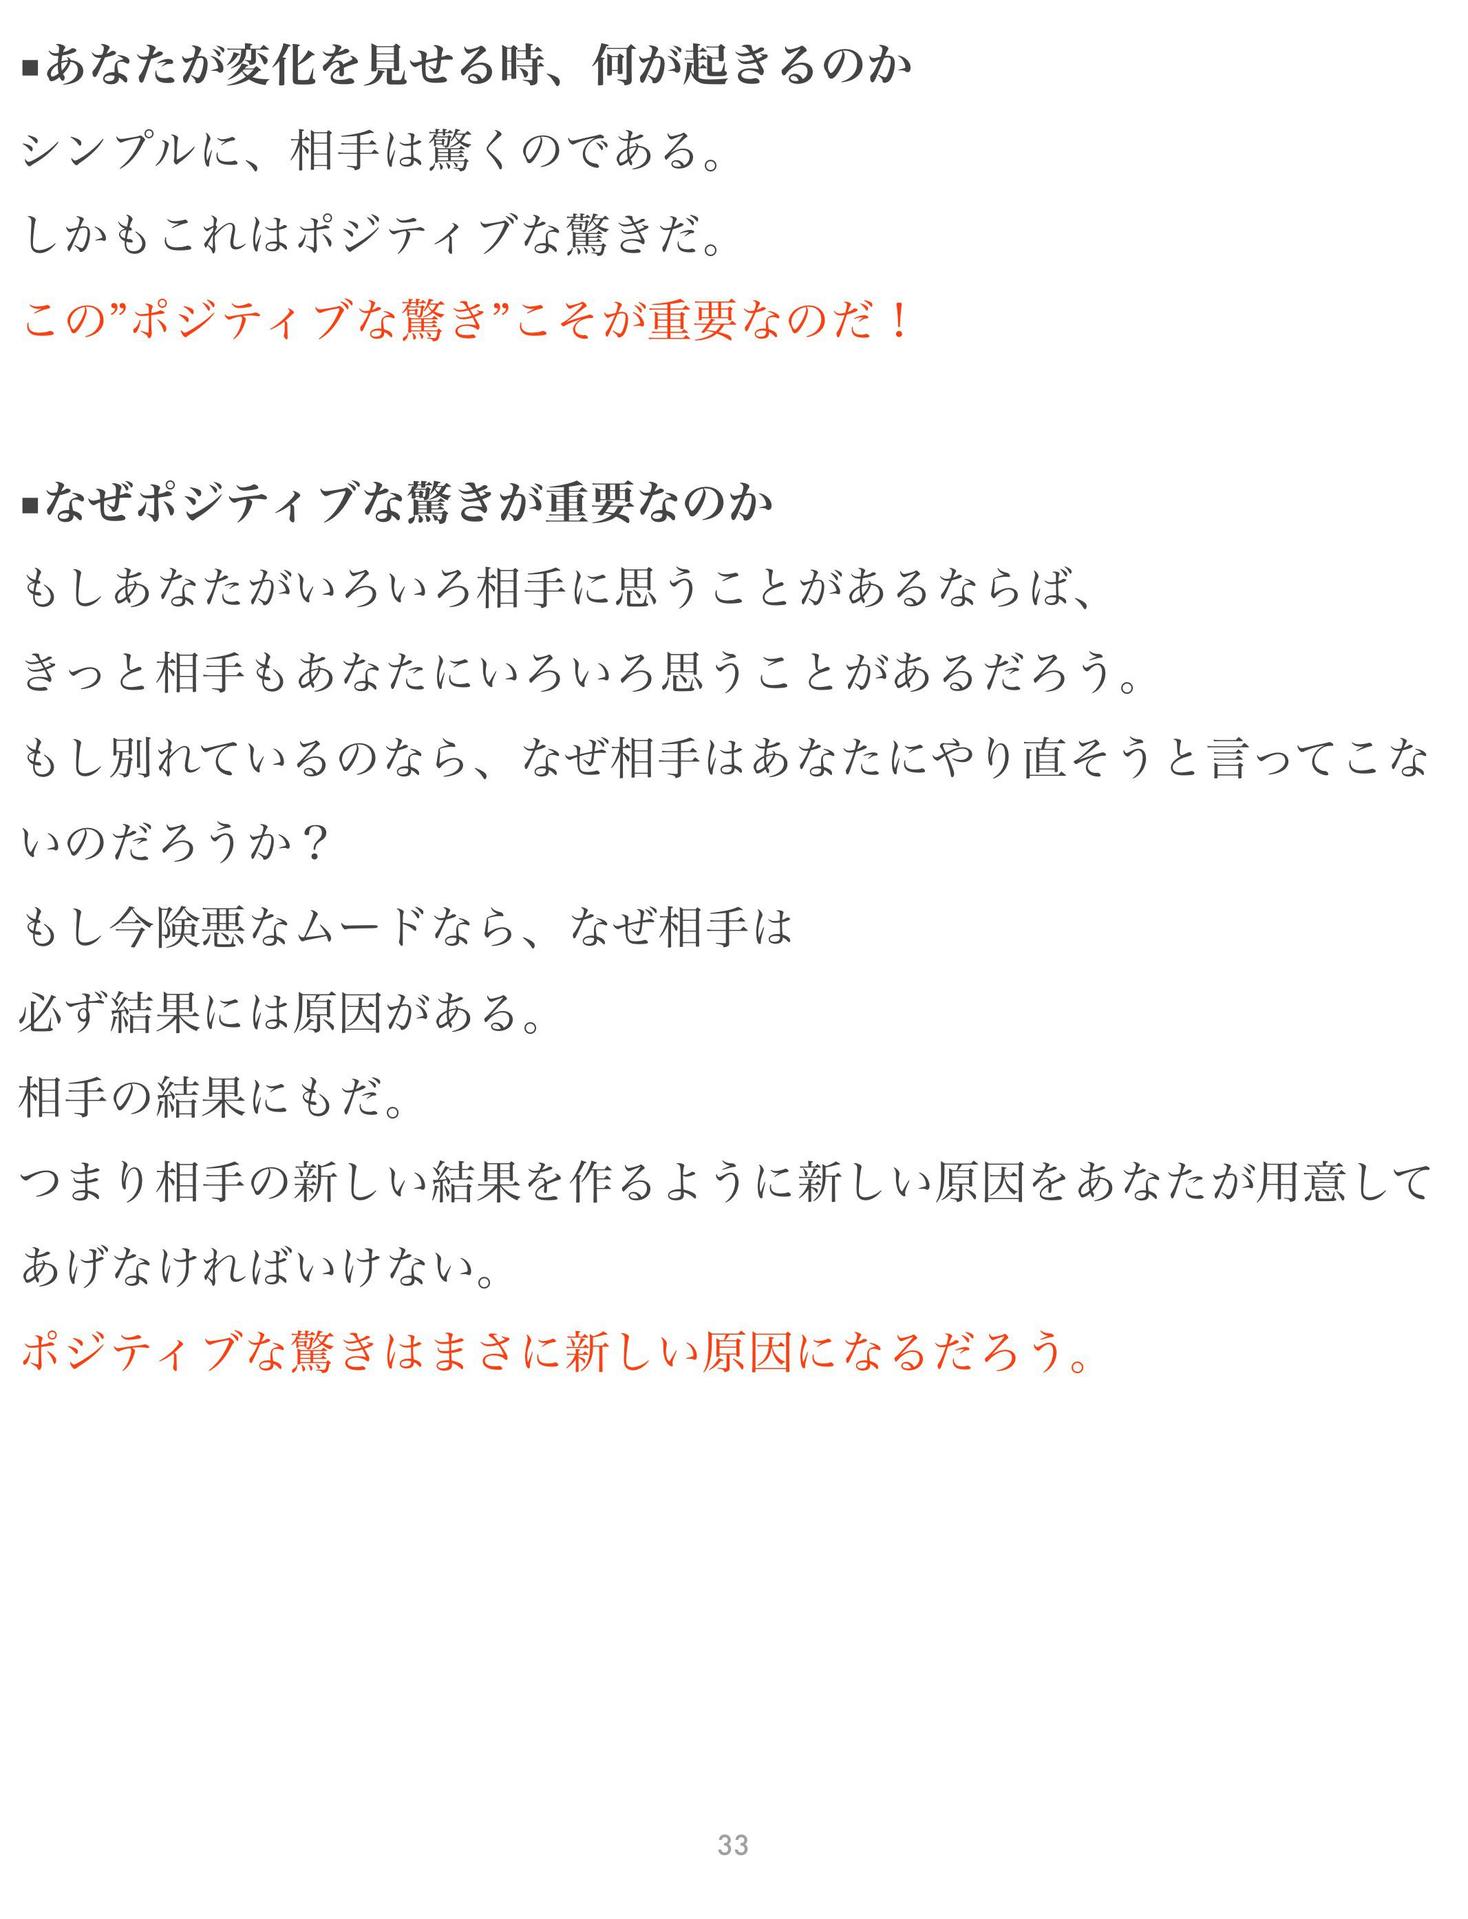 ▪あなたが変化を見せる時、何が起きるのか
シンプルに、相手は驚くのである。
しかもこれはポジティブな驚きだ。
この”ポジティブな驚き”こそが重要なのだ！
▪なぜポジティブな驚きが重要なのか
もしあなたがいろいろ相手に思うことがあるならば、
きっと相手もあなたにいろいろ思うことがあるだろう。
もし別れているのなら、なぜ相手はあなたにやり直そうと言ってこな
いのだろうか？
もし今険悪なムードなら、なぜ相手は
必ず結果には原因がある。
相手の結果にもだ。
つまり相手の新しい結果を作るように新しい原因をあなたが用意して
あげなければいけない。
ポジティブな驚きはまさに新しい原因になるだろう。
33